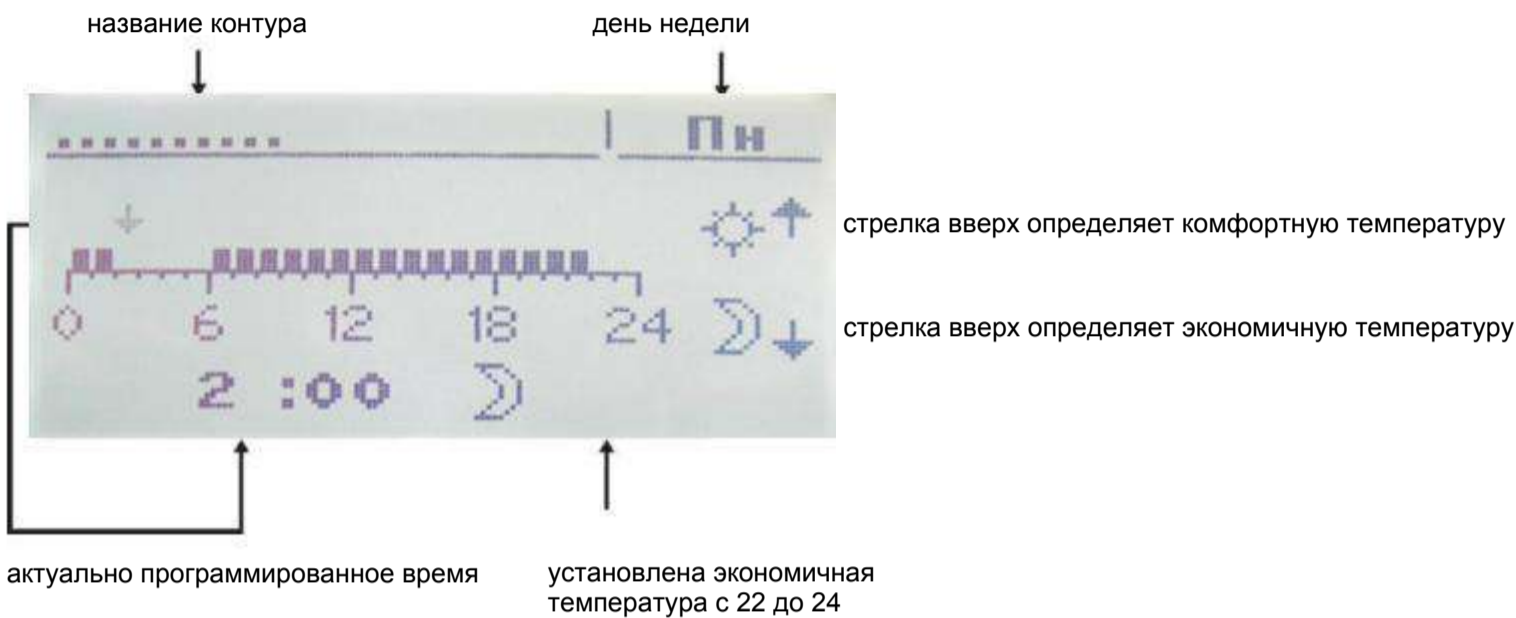 название контура
день недели
Пн
стрелка вверх определяет комфортную температуру
0 6 12 18 24
стрелка вверх определяет экономичную температуру
2 :00
актуально программированное время
установлена экономичная
температура с 22 до 24